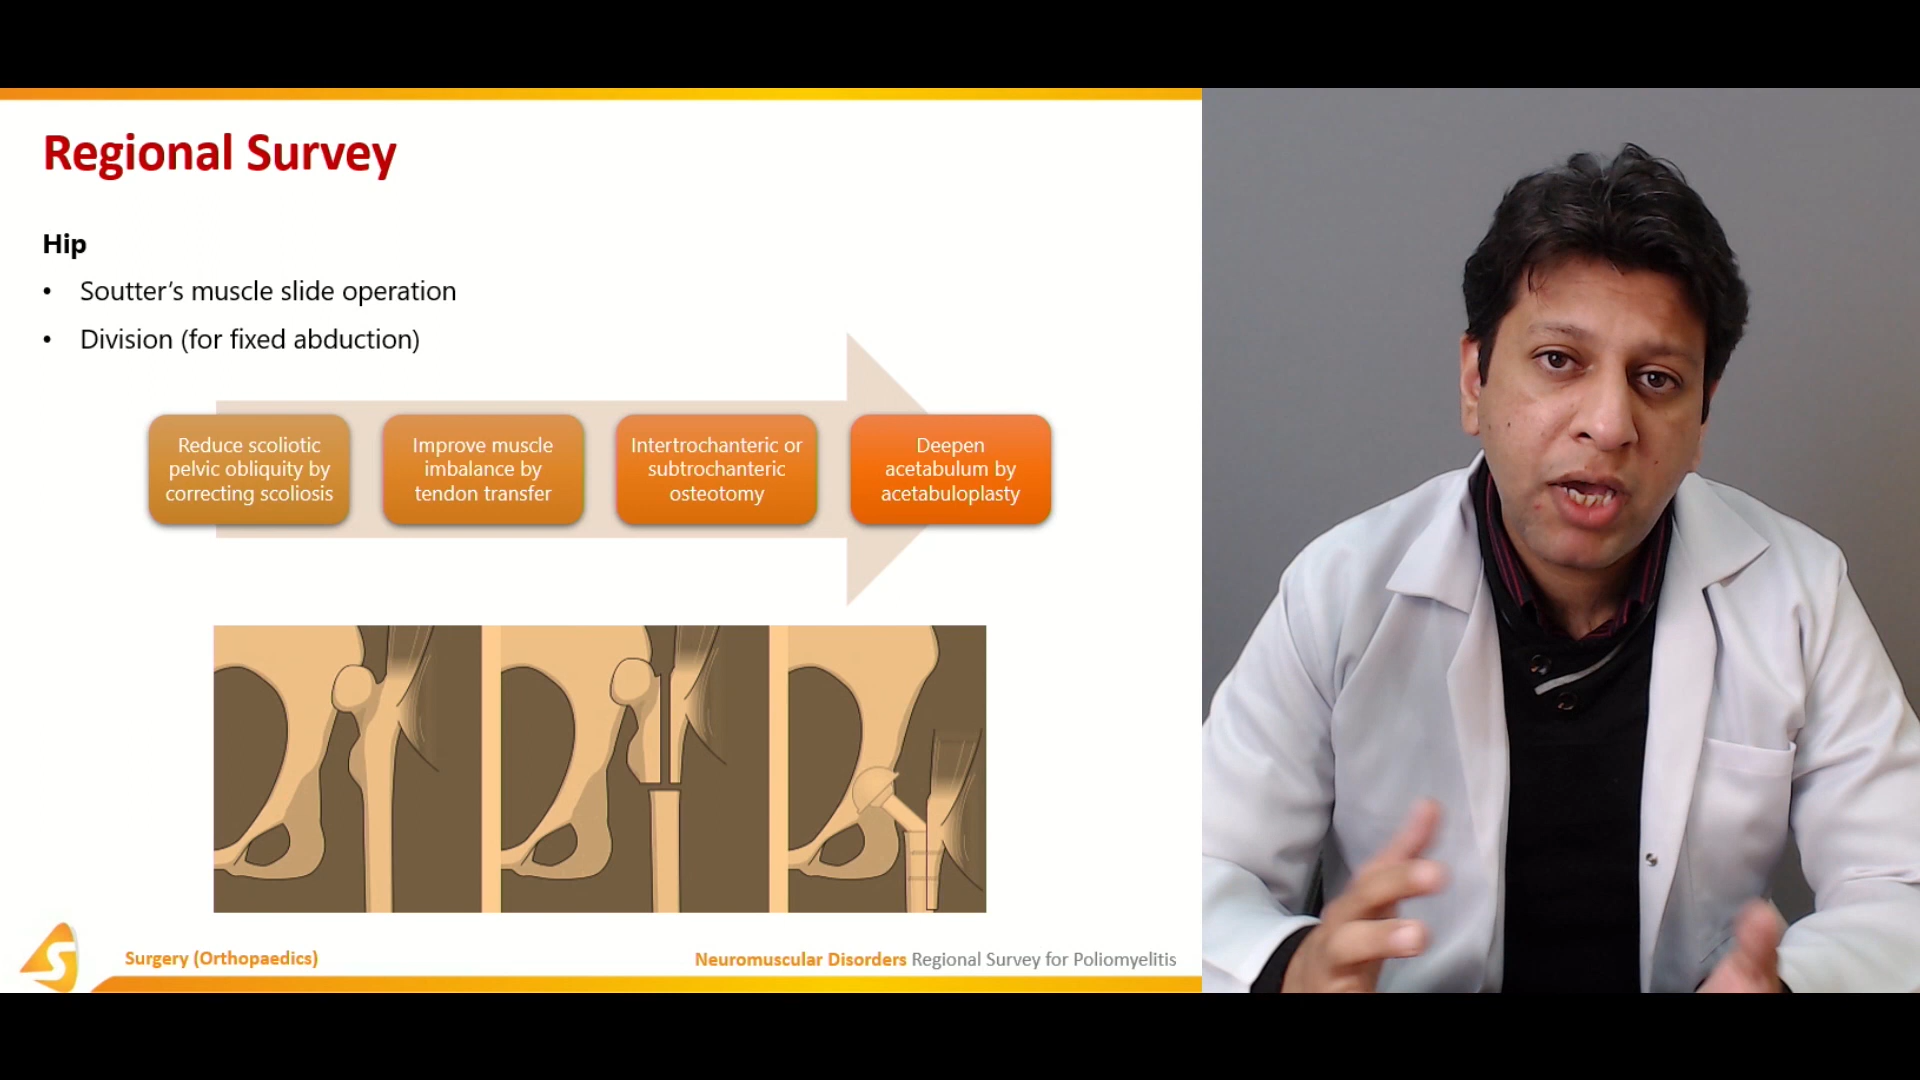 Regional Survey
Hip
• Soutter’s muscle slide operation
• Division (for fixed abduction)
Reduce scoliotic
pelvic obliquity by
correcting scoliosis
Improve muscle
imbalance by
tendon transfer
Intertrochanteric or
subtrochanteric
osteotomy
Deepen
acetabulum by
acetabuloplasty
S
Surgery (Orthopaedics)
Neuromuscular Disorders Regional Survey for Poliomyelitis